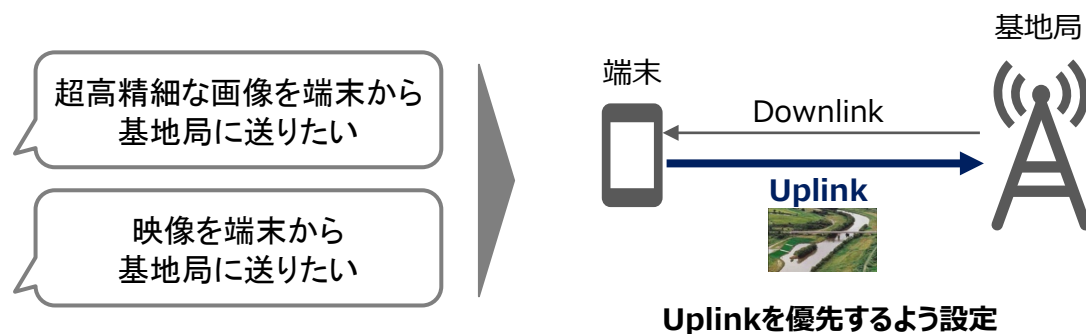 超高精細な画像を端末から
基地局に送りたい
映像を端末から
基地局に送りたい
端末
基地局
Downlink
Uplink
Uplinkを優先するよう設定